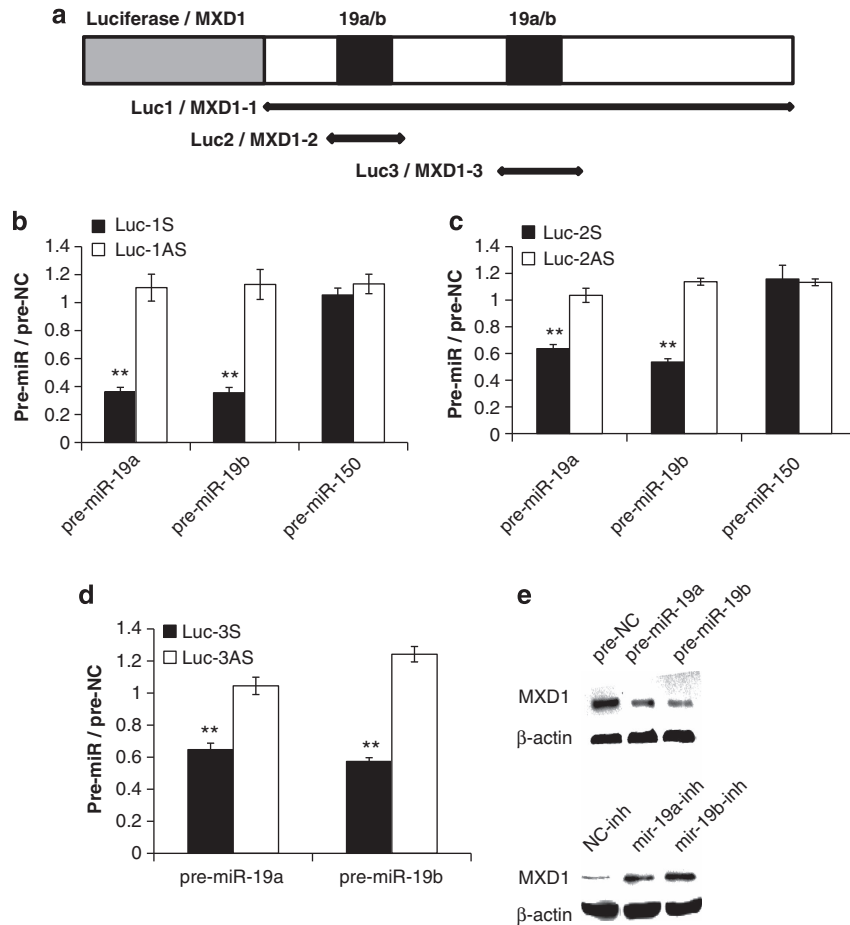 a
Luciferase / MXD1
19a/b
19a/b
Luc1 / MXD1-1
Luc2 / MXD1-2
Luc3 / MXD1-3
b
Luc-1S
Luc-1AS
Pre-miR / pre-NC
1.4
1.2
1
0.8
0.6
0.4
0.2
0
**
**
pre-miR-19a
pre-miR-19b
pre-miR-150
c
Luc-2S
Luc-2AS
Pre-miR / pre-NC
1.4
1.2
1
0.8
0.6
0.4
0.2
0
**
**
pre-miR-19a
pre-miR-19b
pre-miR-150
d
Luc-3S
Luc-3AS
Pre-miR / pre-NC
1.4
1.2
1
0.8
0.6
0.4
0.2
0
**
**
pre-miR-19a
pre-miR-19b
e
pre-NC
pre-miR-19a
pre-miR-19b
MXD1
β-actin
NC-inh
mir-19a-inh
mir-19b-inh
MXD1
β-actin